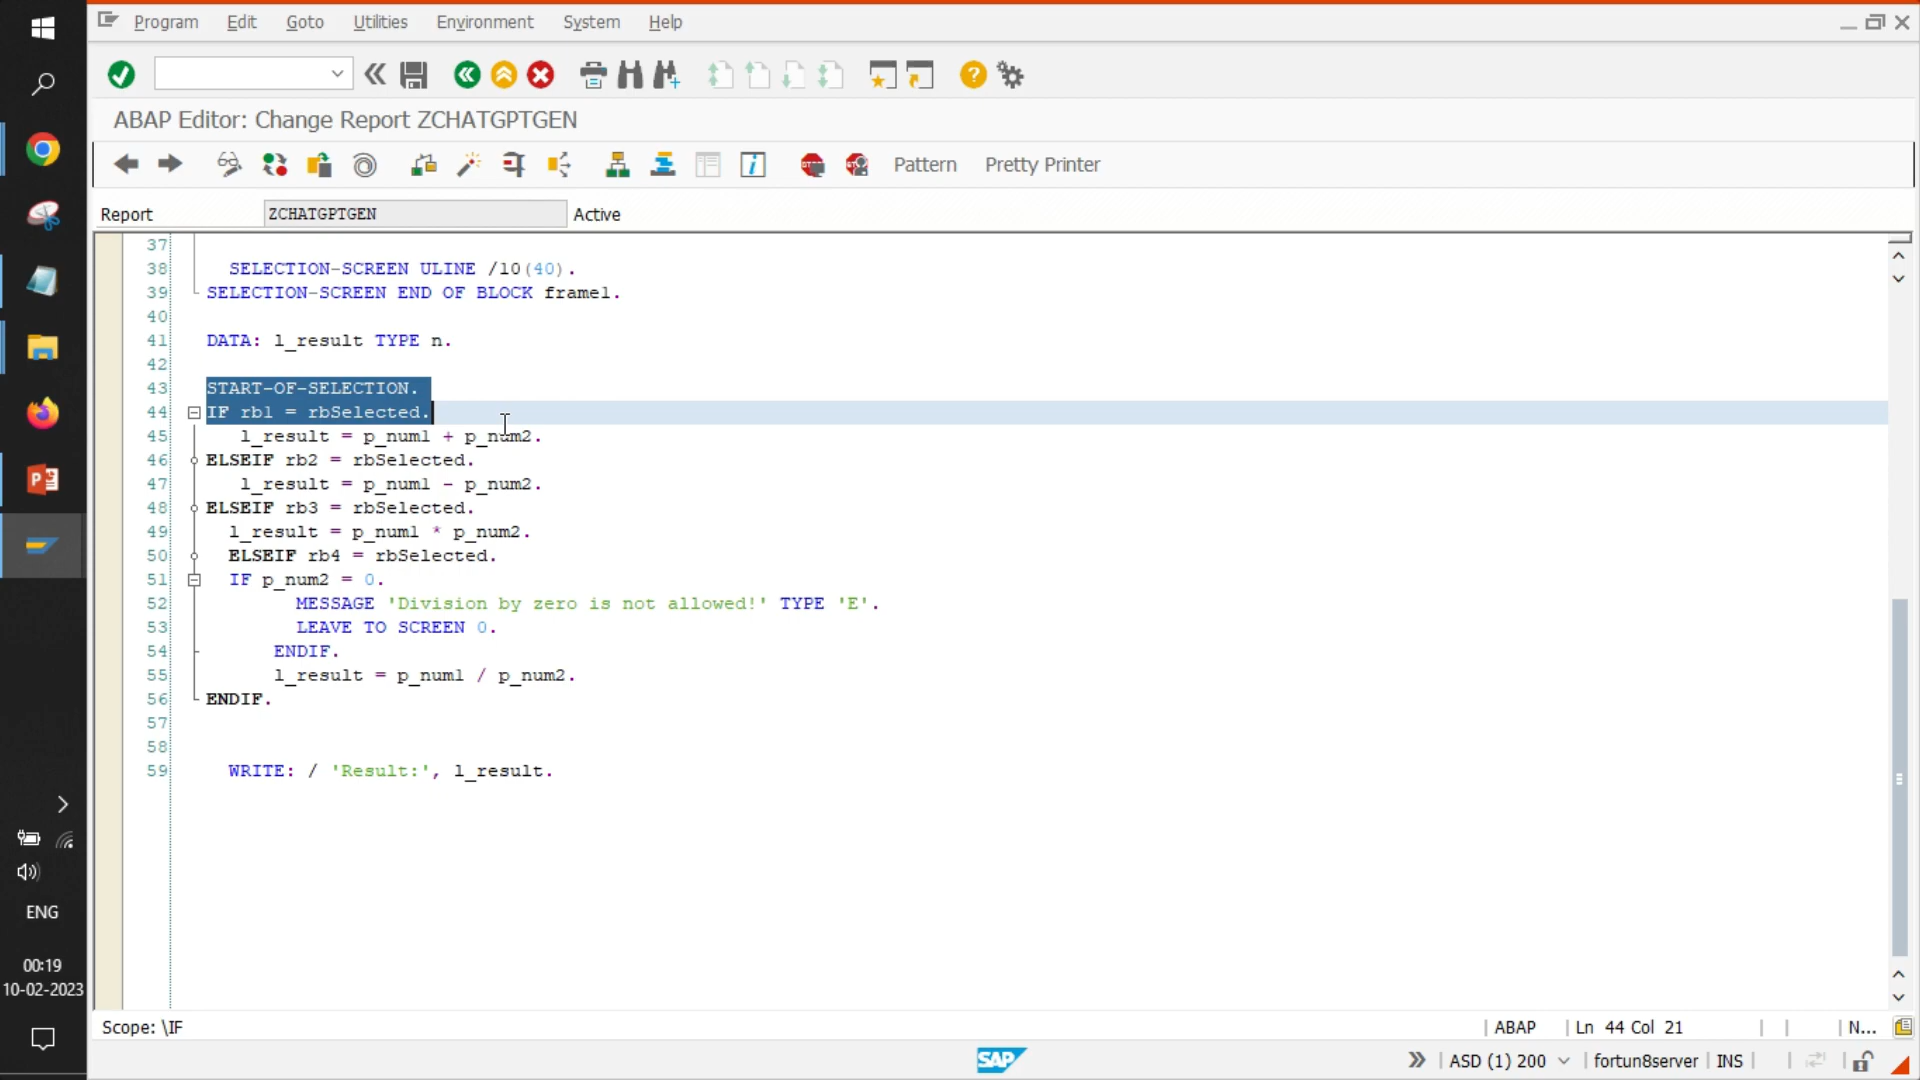 Program Edit Goto Utilities Environment System Help
ABAP Editor: Change Report ZCHATGPTGEN
Pattern Pretty Printer
Report ZCHATGPTGEN Active
37
38 SELECTION-SCREEN ULINE /10(40).
39 SELECTION-SCREEN END OF BLOCK frame1.
40
41 DATA: l_result TYPE n.
42
43 START-OF-SELECTION.
44 IF rb1 = rbSelected.
45 l_result = p_num1 + p_num2.
46 ELSEIF rb2 = rbSelected.
47 l_result = p_num1 - p_num2.
48 ELSEIF rb3 = rbSelected.
49 l_result = p_num1 * p_num2.
50 ELSEIF rb4 = rbSelected.
51 IF p_num2 = 0.
52 MESSAGE 'Division by zero is not allowed!' TYPE 'E'.
53 LEAVE TO SCREEN 0.
54 ENDIF.
55 l_result = p_num1 / p_num2.
56 ENDIF.
57
58
59 WRITE: / 'Result:', l_result.
Scope: \IF ABAP Ln 44 Col 21 N...
SAP ASD (1) 200 fortun8server INS
ENG
00:19
10-02-2023